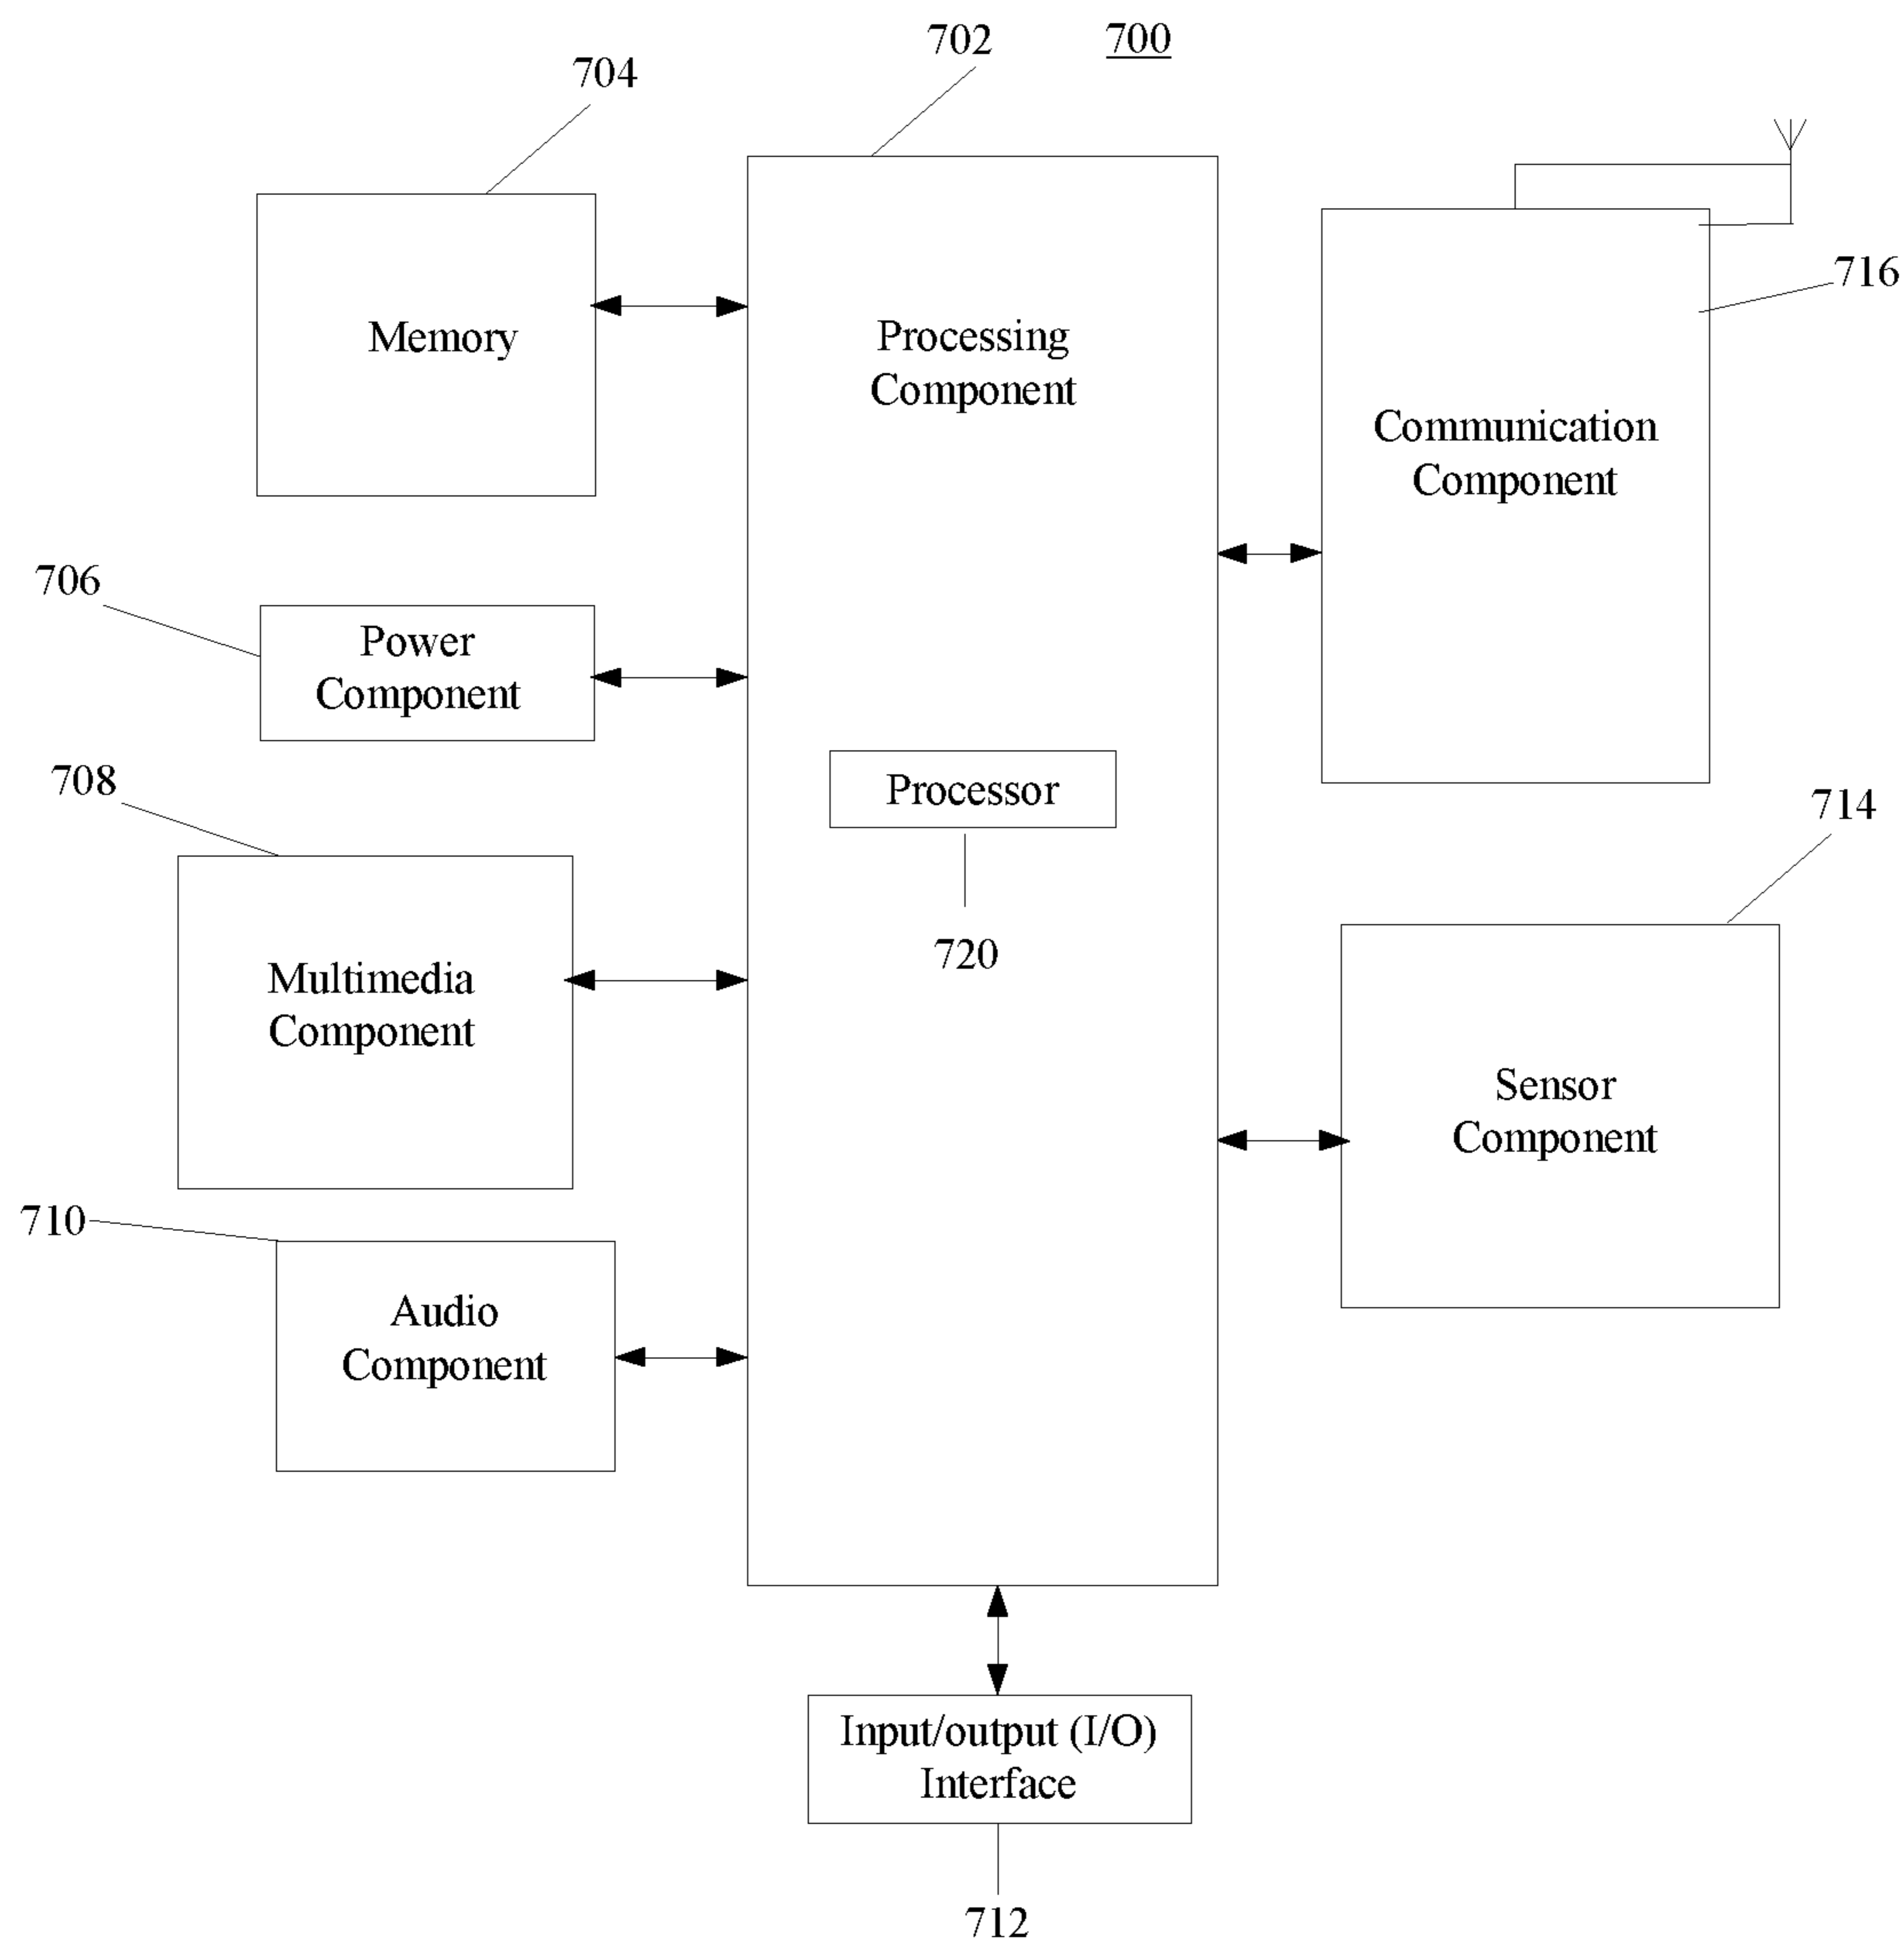 702
700
704
716
Memory
Processing
Component
Communication
Component
706
Power
Component
708
Processor
714
720
Multimedia
Component
Sensor
Component
710
Audio
Component
Input/output (I/O)
Interface
712